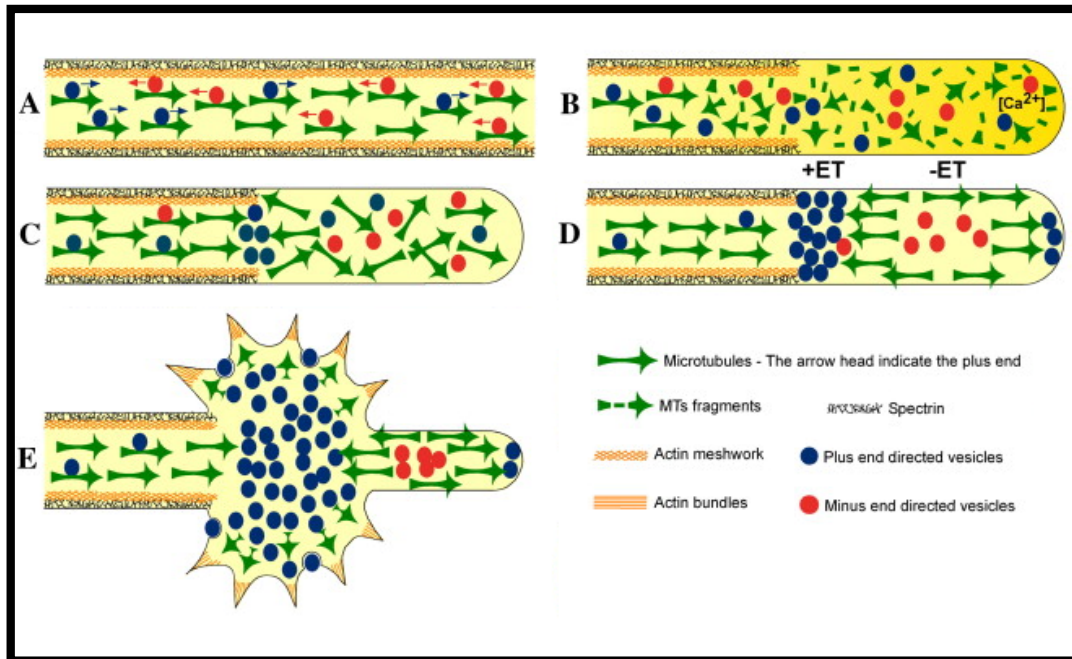 A
B
[Ca2+]
+ET
-ET
C
D
E
Microtubules - The arrow head indicate the plus end
MTs fragments
Spectrin
Actin meshwork
Plus end directed vesicles
Actin bundles
Minus end directed vesicles